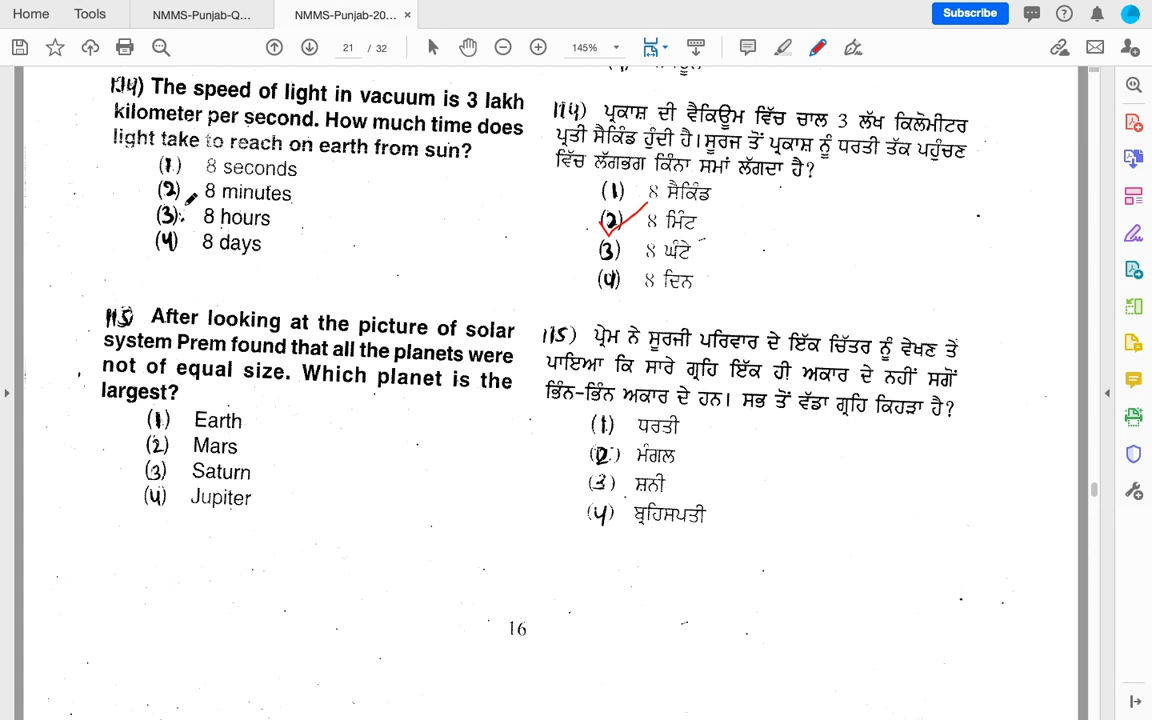 Home
Tools
NMMS-Punjab-Q...
NMMS-Punjab-20...
×
Subscribe
21 / 32
145%
114) The speed of light in vacuum is 3 lakh
kilometer per second. How much time does
light take to reach on earth from sun?
(1) 8 seconds
(2) 8 minutes
(3) 8 hours
(4) 8 days
115 After looking at the picture of solar
system Prem found that all the planets were
not of equal size. Which planet is the
largest?
(1) Earth
(2) Mars
(3) Saturn
(4) Jupiter
114) ਪ੍ਰਕਾਸ਼ ਦੀ ਵੈਕਿਊਮ ਵਿੱਚ ਚਾਲ 3 ਲੱਖ ਕਿਲੋਮੀਟਰ
ਪ੍ਰਤੀ ਸੈਕਿੰਡ ਹੁੰਦੀ ਹੈ। ਸੂਰਜ ਤੋਂ ਪ੍ਰਕਾਸ਼ ਨੂੰ ਧਰਤੀ ਤੱਕ ਪਹੁੰਚਣ
ਵਿੱਚ ਲੱਗਭਗ ਕਿੰਨਾ ਸਮਾਂ ਲੱਗਦਾ ਹੈ?
(1) 8 ਸੈਕਿੰਡ
(2) 8 ਮਿੰਟ
(3) 8 ਘੰਟੇ
(4) 8 ਦਿਨ
115) ਪ੍ਰੇਮ ਨੇ ਸੂਰਜੀ ਪਰਿਵਾਰ ਦੇ ਇੱਕ ਚਿੱਤਰ ਨੂੰ ਵੇਖਣ ਤੇਂ
ਪਾਇਆ ਕਿ ਸਾਰੇ ਗ੍ਰਹਿ ਇੱਕ ਹੀ ਅਕਾਰ ਦੇ ਨਹੀਂ ਸਗੋਂ
ਭਿੰਨ-ਭਿੰਨ ਅਕਾਰ ਦੇ ਹਨ। ਸਭ ਤੋਂ ਵੱਡਾ ਗ੍ਰਹਿ ਕਿਹੜਾ ਹੈ?
(1) ਧਰਤੀ
(2) ਮੰਗਲ
(3) ਸ਼ਨੀ
(4) ਬ੍ਰਹਿਸਪਤੀ
16